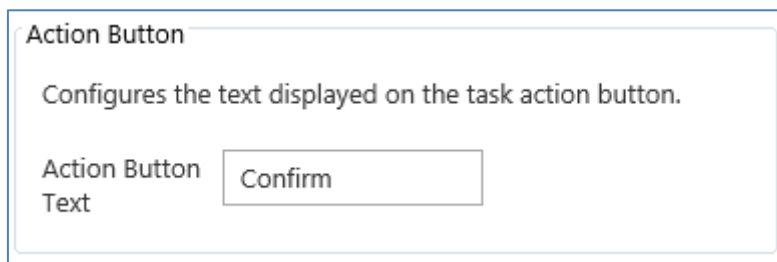 Action Button
Configures the text displayed on the task action button.
Action Button
Text
Confirm